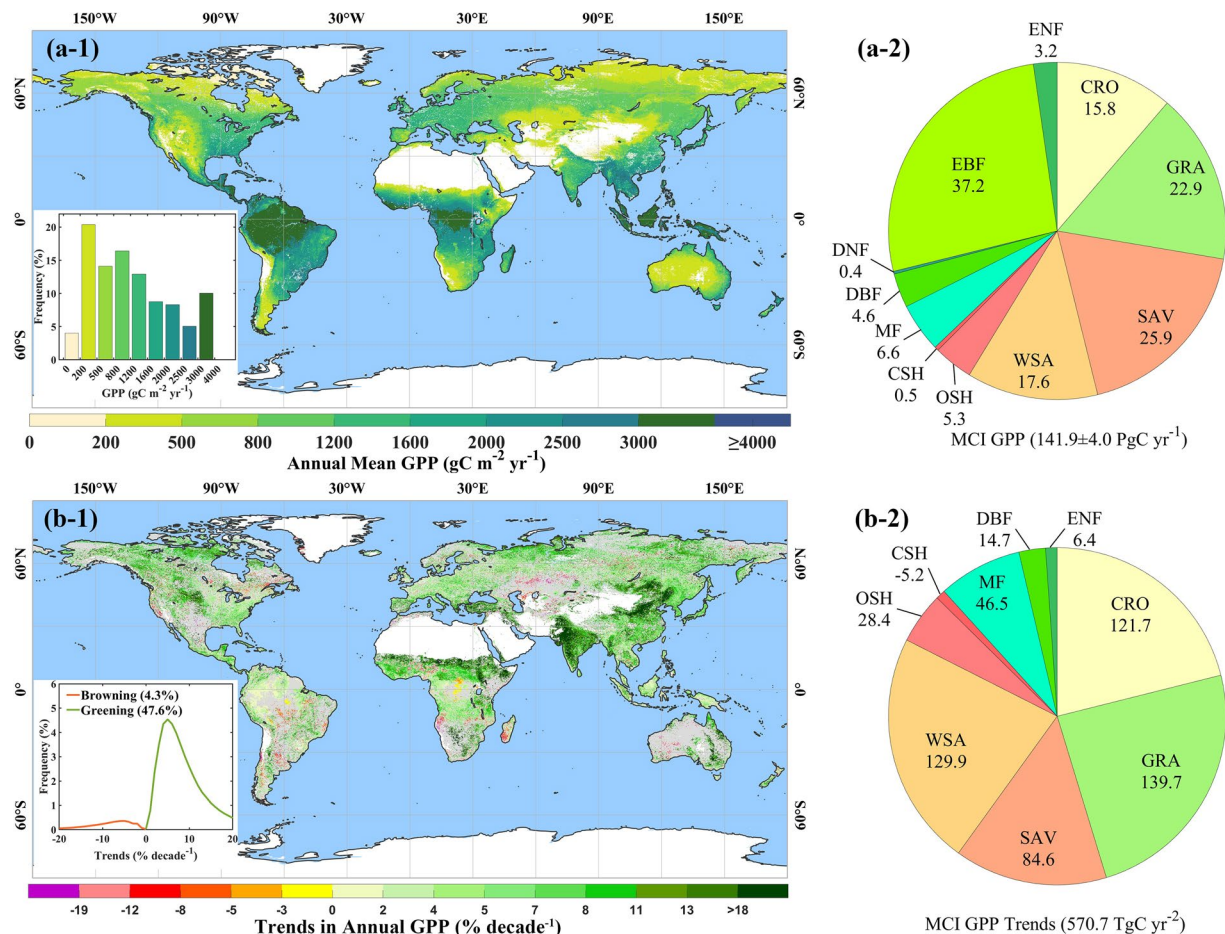 150°W 90°W 30°E 90°E 150°E
(a-1)
60°N
0°
60°S
60°N
0°
60°S
Frequency (%)
20
15
10
5
0
0 200 500 800 1200 1600 2000 2500 3000 4000
GPP (gC m⁻² yr⁻¹)
0 200 500 800 1200 1600 2000 2500 3000 ≥4000
Annual Mean GPP (gC m⁻² yr⁻¹)
(a-2)
ENF
3.2
CRO
15.8
GRA
22.9
SAV
25.9
WSA
17.6
OSH
5.3
CSH
0.5
MF
6.6
DBF
4.6
DNF
0.4
EBF
37.2
MCI GPP (141.9±4.0 PgC yr⁻¹)
150°W 90°W 30°E 90°E 150°E
(b-1)
60°N
0°
60°S
60°N
0°
60°S
Browning (4.3%)
Greening (47.6%)
Frequency (%)
6
5
4
3
2
1
0
-20 -10 0 10 20
Trends (% decade⁻¹)
-19 -12 -8 -5 -3 0 2 4 5 7 8 11 13 >18
Trends in Annual GPP (% decade⁻¹)
(b-2)
ENF
6.4
CRO
121.7
GRA
139.7
SAV
84.6
WSA
129.9
OSH
28.4
CSH
-5.2
MF
46.5
DBF
14.7
MCI GPP Trends (570.7 TgC yr⁻²)